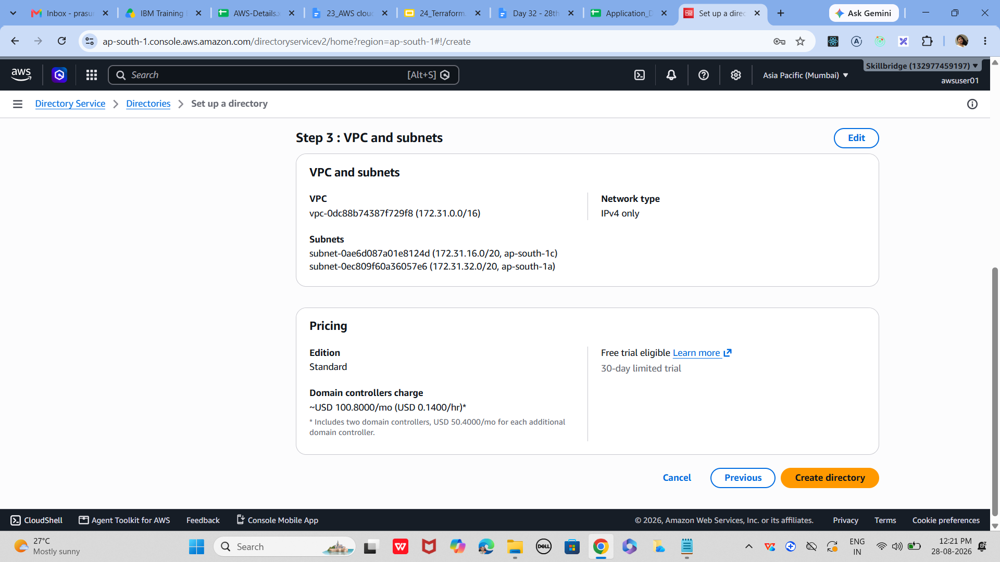 Inbox - prasu
IBM Training
AWS-Details.x
23_AWS clou
24_Terraform.
Day 32 - 28th
Application_D
Set up a direc
Ask Gemini
ap-south-1.console.aws.amazon.com/directoryservicev2/home?region=ap-south-1#!/create
aws
Search
[Alt+S]
Asia Pacific (Mumbai)
Skillbridge (132977459197)
awsuser01
Directory Service
Directories
Set up a directory
Step 3 : VPC and subnets
Edit
VPC and subnets
VPC
vpc-0dc88b74387f729f8 (172.31.0.0/16)
Network type
IPv4 only
Subnets
subnet-0ae6d087a01e8124d (172.31.16.0/20, ap-south-1c)
subnet-0ec809f60a36057e6 (172.31.32.0/20, ap-south-1a)
Pricing
Edition
Standard
Free trial eligible Learn more
30-day limited trial
Domain controllers charge
~USD 100.8000/mo (USD 0.1400/hr)*
* Includes two domain controllers, USD 50.4000/mo for each additional
domain controller.
Cancel
Previous
Create directory
CloudShell
Agent Toolkit for AWS
Feedback
Console Mobile App
© 2026, Amazon Web Services, Inc. or its affiliates.
Privacy
Terms
Cookie preferences
27°C
Mostly sunny
Search
DELL
ENG
IN
12:21 PM
28-08-2026